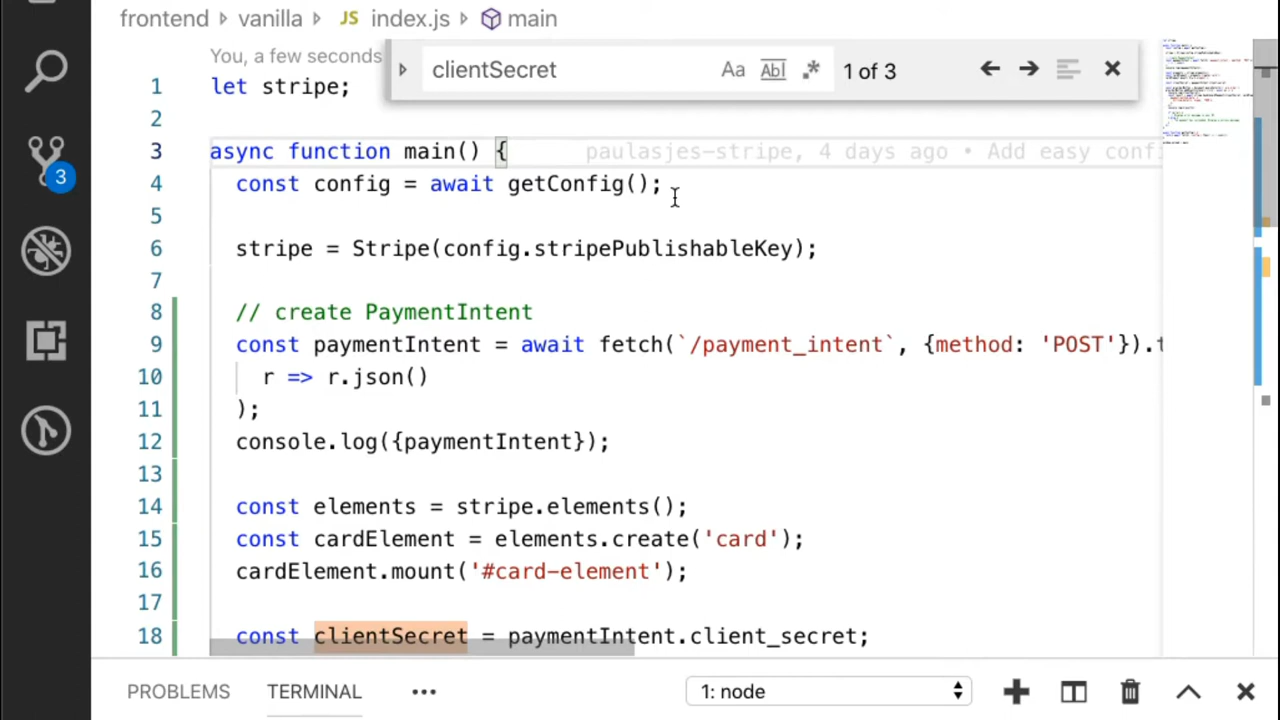 frontend vanilla JS index.js main
You, a few seconds
clientSecret Aa Abl .* 1 of 3
1 let stripe;
2
3 async function main() { paulasjes- e, 4 days ago • Add easy conf
4 const config = await getConfig();
5
6 stripe = Stripe(config.stripePublishableKey);
7
8 // create PaymentIntent
9 const paymentIntent = await fetch(`/payment_intent`, {method: 'POST'}).t
10 r => r.json()
11 );
12 console.log({paymentIntent});
13
14 const elements = stripe.elements();
15 const cardElement = elements.create('card');
16 cardElement.mount('#card-element');
17
18 const clientSecret = paymentIntent.client_secret;
3
PROBLEMS TERMINAL ••• 1: node